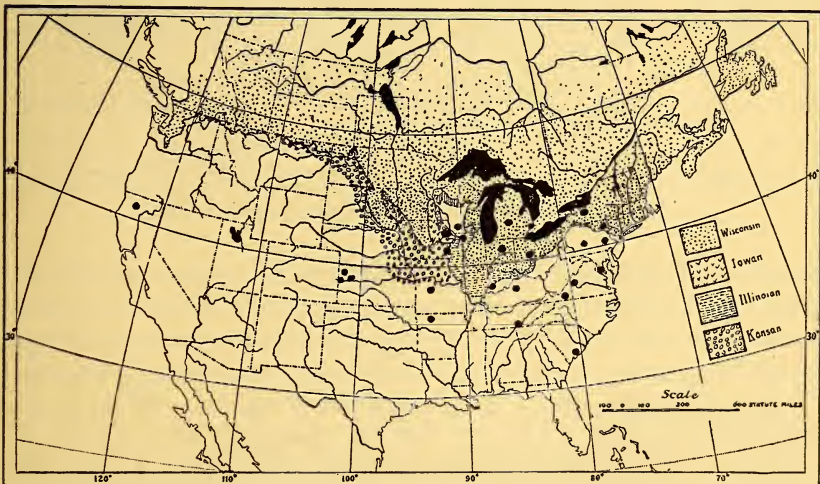 40°
40°
30°
30°
Wisconsin
Iowan
Illinoian
Kansan
Scale
100 0 100 300 600 STATUTE MILES
120° 110° 100° 90° 80° 70°